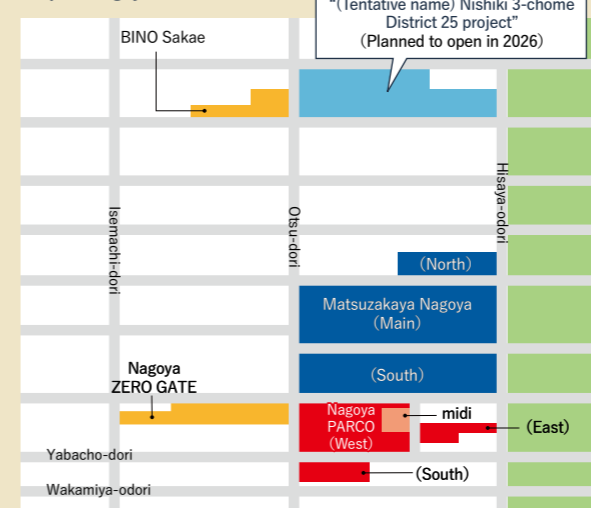 “(Tentative name) Nishiki 3-chome
District 25 project”
(Planned to open in 2026)
BINO Sakae
Isemachi-dori
Otsu-dori
Hisaya-odori
(North)
Matsuzakaya Nagoya
(Main)
(South)
Nagoya
ZERO GATE
Nagoya
PARCO
(West)
midi
(East)
Yabacho-dori
(South)
Wakamiya-odori